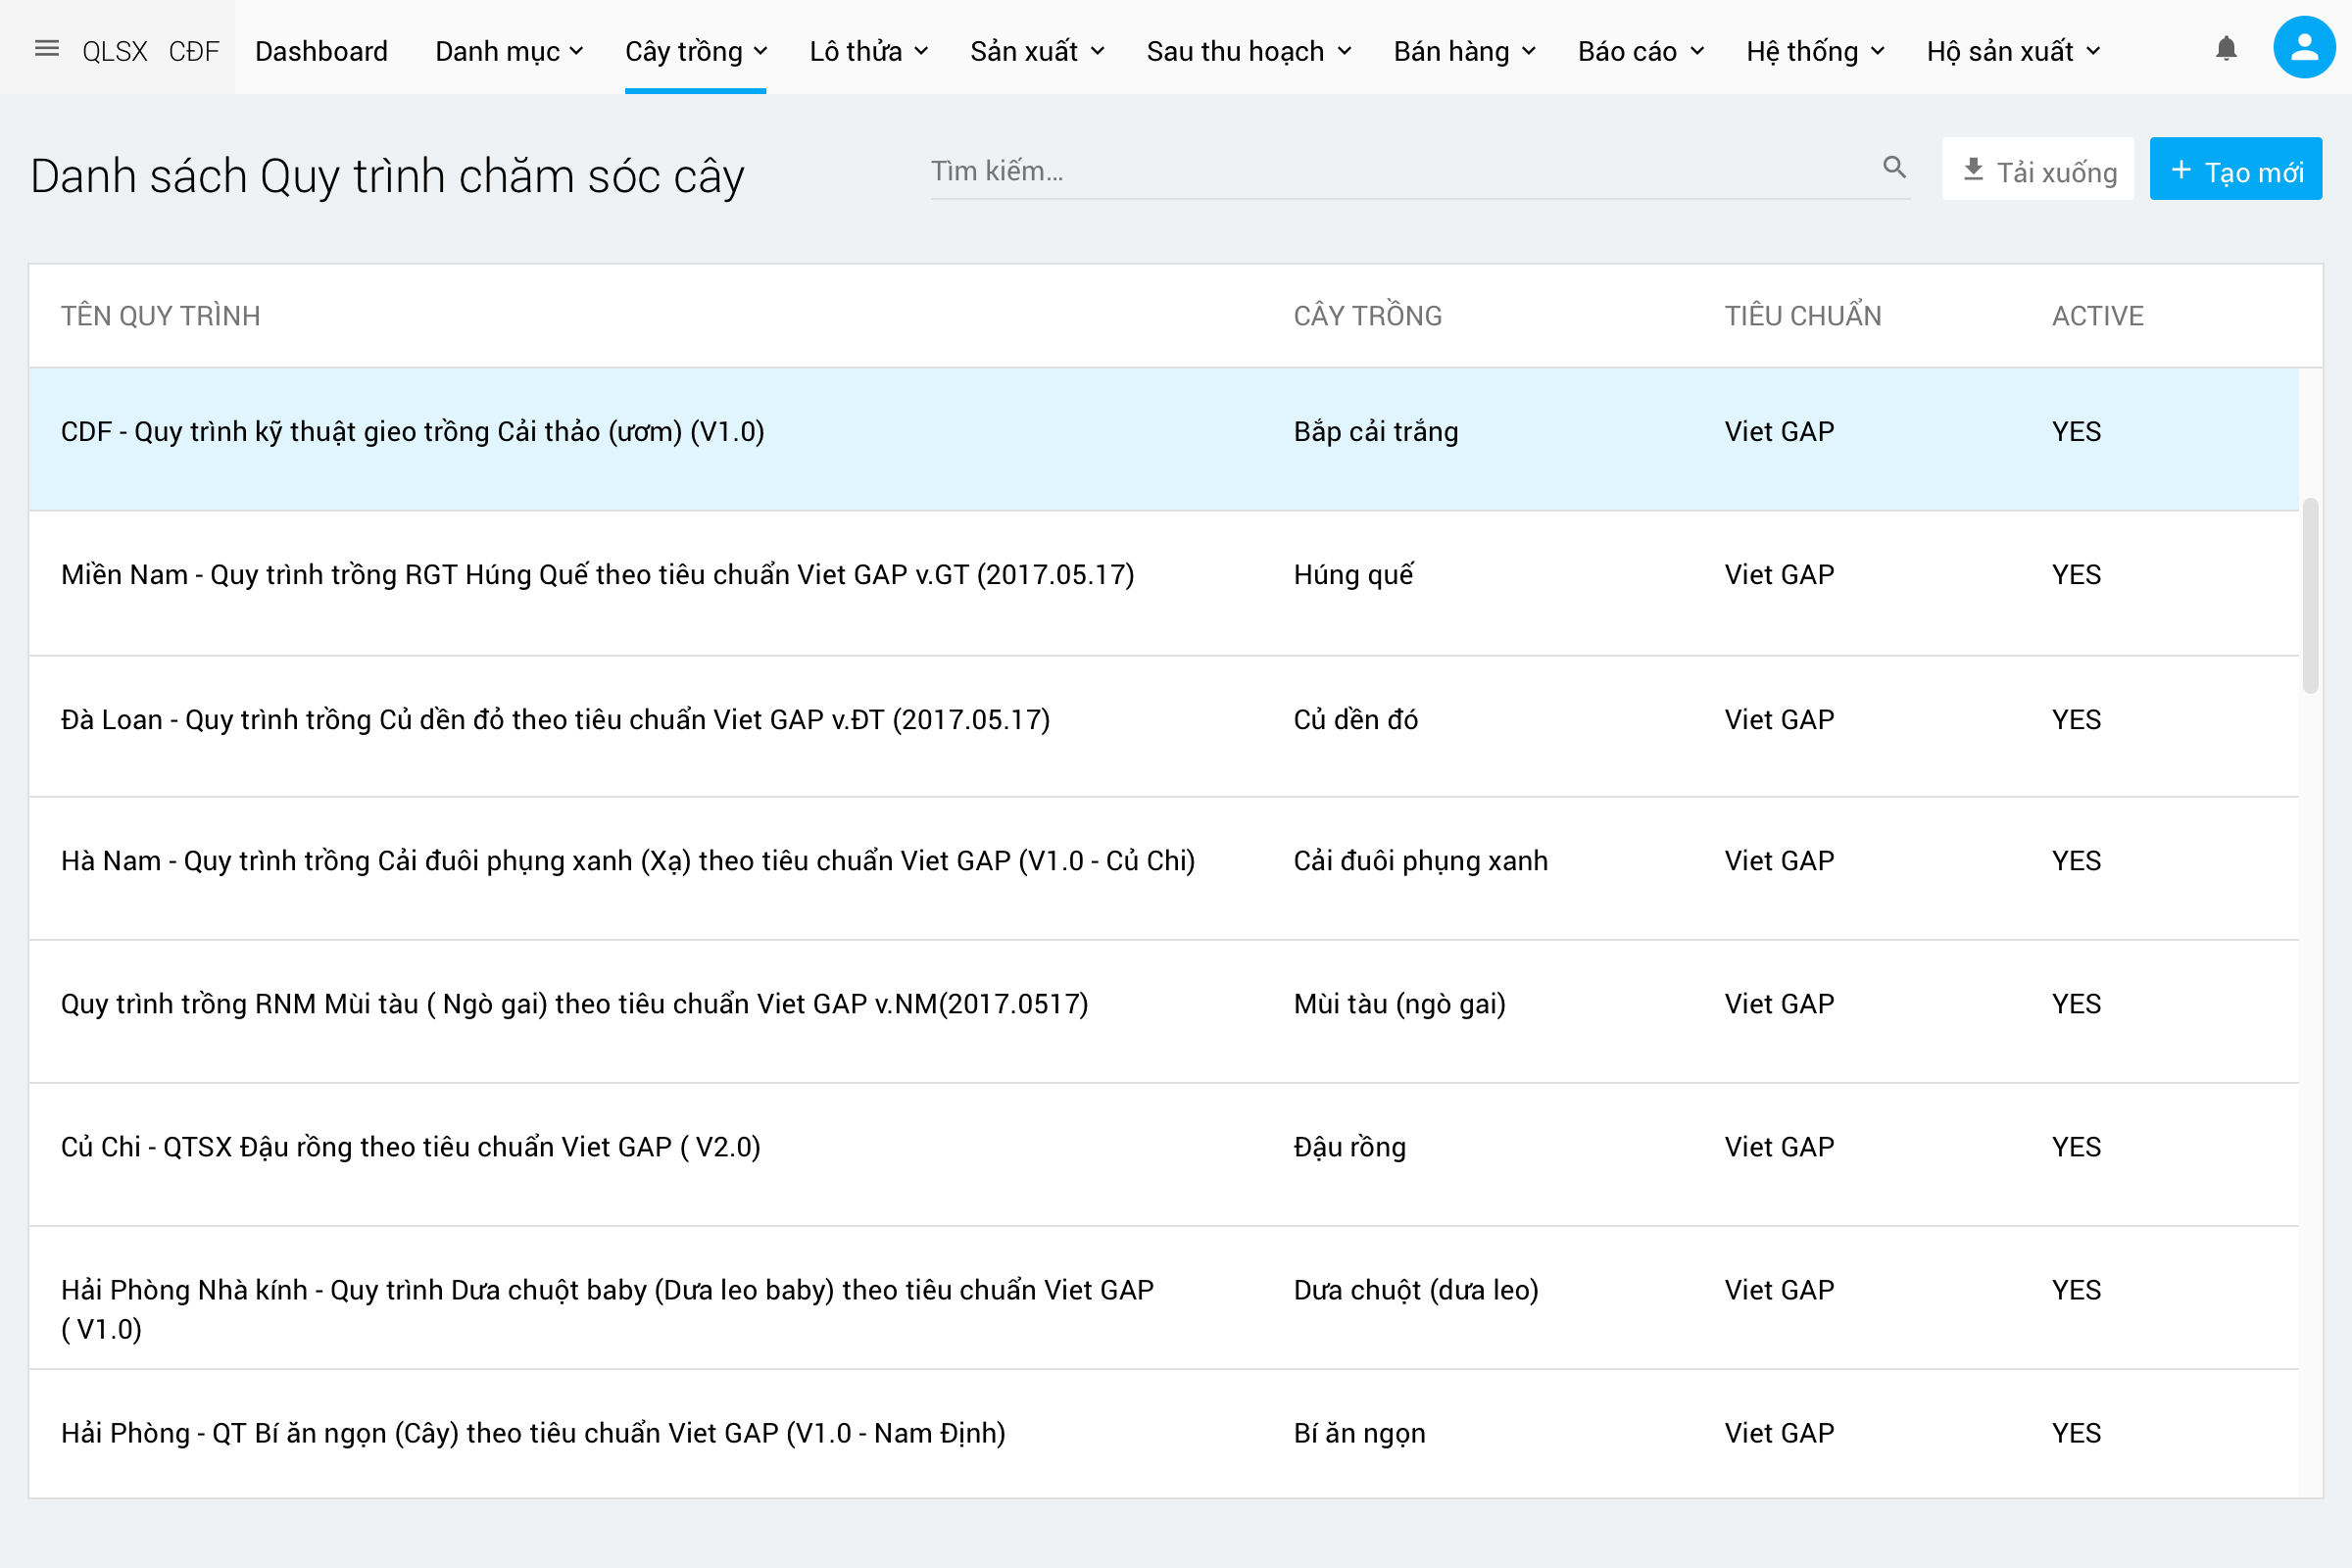 QLSX CĐF Dashboard Danh mục Cây trồng Lô thửa Sản xuất Sau thu hoạch Bán hàng Báo cáo Hệ thống Hộ sản xuất
Danh sách Quy trình chăm sóc cây Tìm kiếm... Tải xuống + Tạo mới
TÊN QUY TRÌNH CÂY TRỒNG TIÊU CHUẨN ACTIVE
CDF - Quy trình kỹ thuật gieo trồng Cải thảo (ươm) (V1.0) Bắp cải trắng Viet GAP YES
Miền Nam - Quy trình trồng RGT Húng Quế theo tiêu chuẩn Viet GAP v.GT (2017.05.17) Húng quế Viet GAP YES
Đà Loan - Quy trình trồng Củ dền đỏ theo tiêu chuẩn Viet GAP v.ĐT (2017.05.17) Củ dền đó Viet GAP YES
Hà Nam - Quy trình trồng Cải đuôi phụng xanh (Xạ) theo tiêu chuẩn Viet GAP (V1.0 - Củ Chi) Cải đuôi phụng xanh Viet GAP YES
Quy trình trồng RNM Mùi tàu ( Ngò gai) theo tiêu chuẩn Viet GAP v.NM(2017.0517) Mùi tàu (ngò gai) Viet GAP YES
Củ Chi - QTSX Đậu rồng theo tiêu chuẩn Viet GAP ( V2.0) Đậu rồng Viet GAP YES
Hải Phòng Nhà kính - Quy trình Dưa chuột baby (Dưa leo baby) theo tiêu chuẩn Viet GAP Dưa chuột (dưa leo) Viet GAP YES
( V1.0)
Hải Phòng - QT Bí ăn ngọn (Cây) theo tiêu chuẩn Viet GAP (V1.0 - Nam Định) Bí ăn ngọn Viet GAP YES